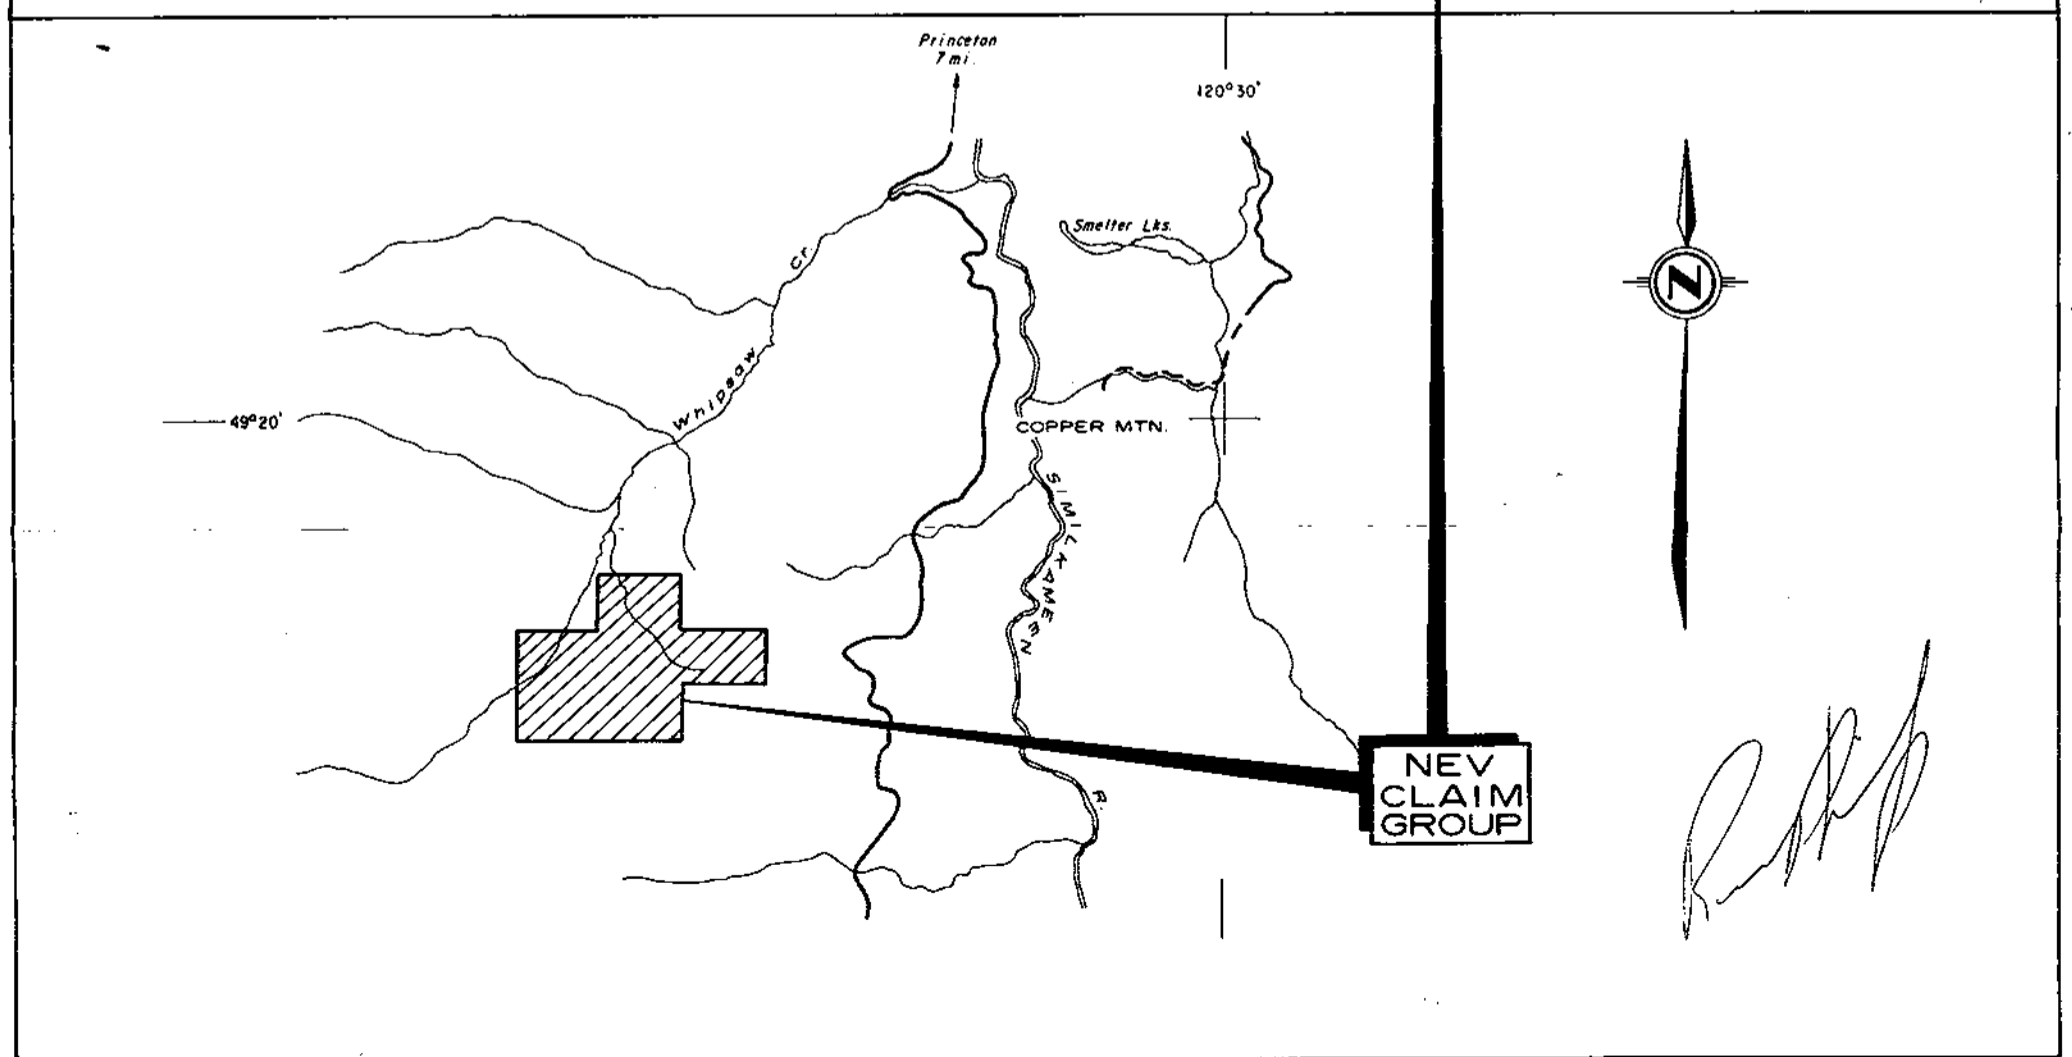 Princeton
7 mi.
120°30'
Smelter Lks.
Whipsaw Cr.
N
49°20'
COPPER MTN.
SIMILKAMEEN R.
NEV
CLAIM
GROUP